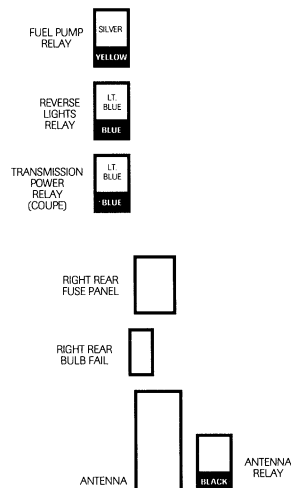 FUEL PUMP
RELAY
SILVER
YELLOW
REVERSE
LIGHTS
RELAY
LT.
BLUE
BLUE
TRANSMISSION
POWER
RELAY
(COUPE)
LT.
BLUE
BLUE
RIGHT REAR
FUSE PANEL
RIGHT REAR
BULB FAIL
ANTENNA
BLACK
ANTENNA
RELAY